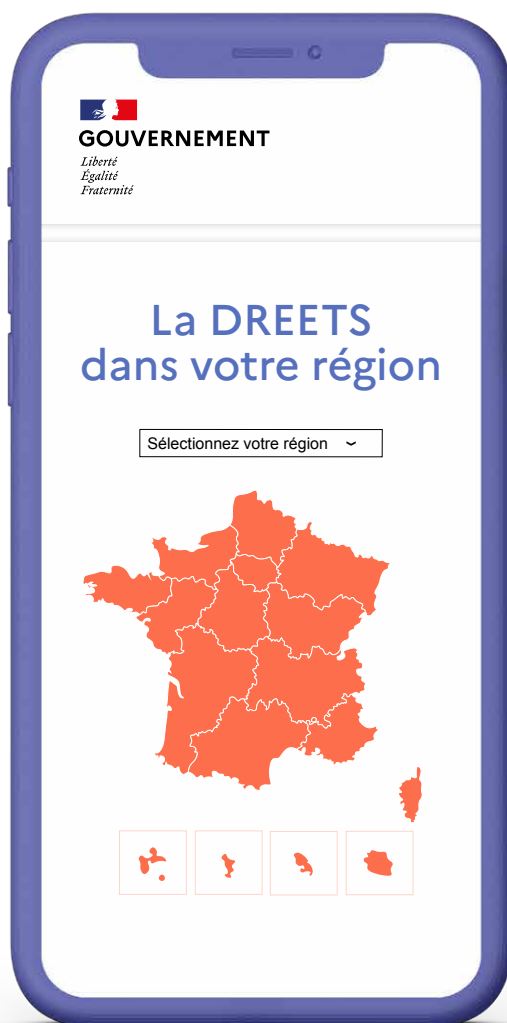 GOUVERNEMENT
Liberté
Égalité
Fraternité
La DREETS
dans votre région
Sélectionnez votre région